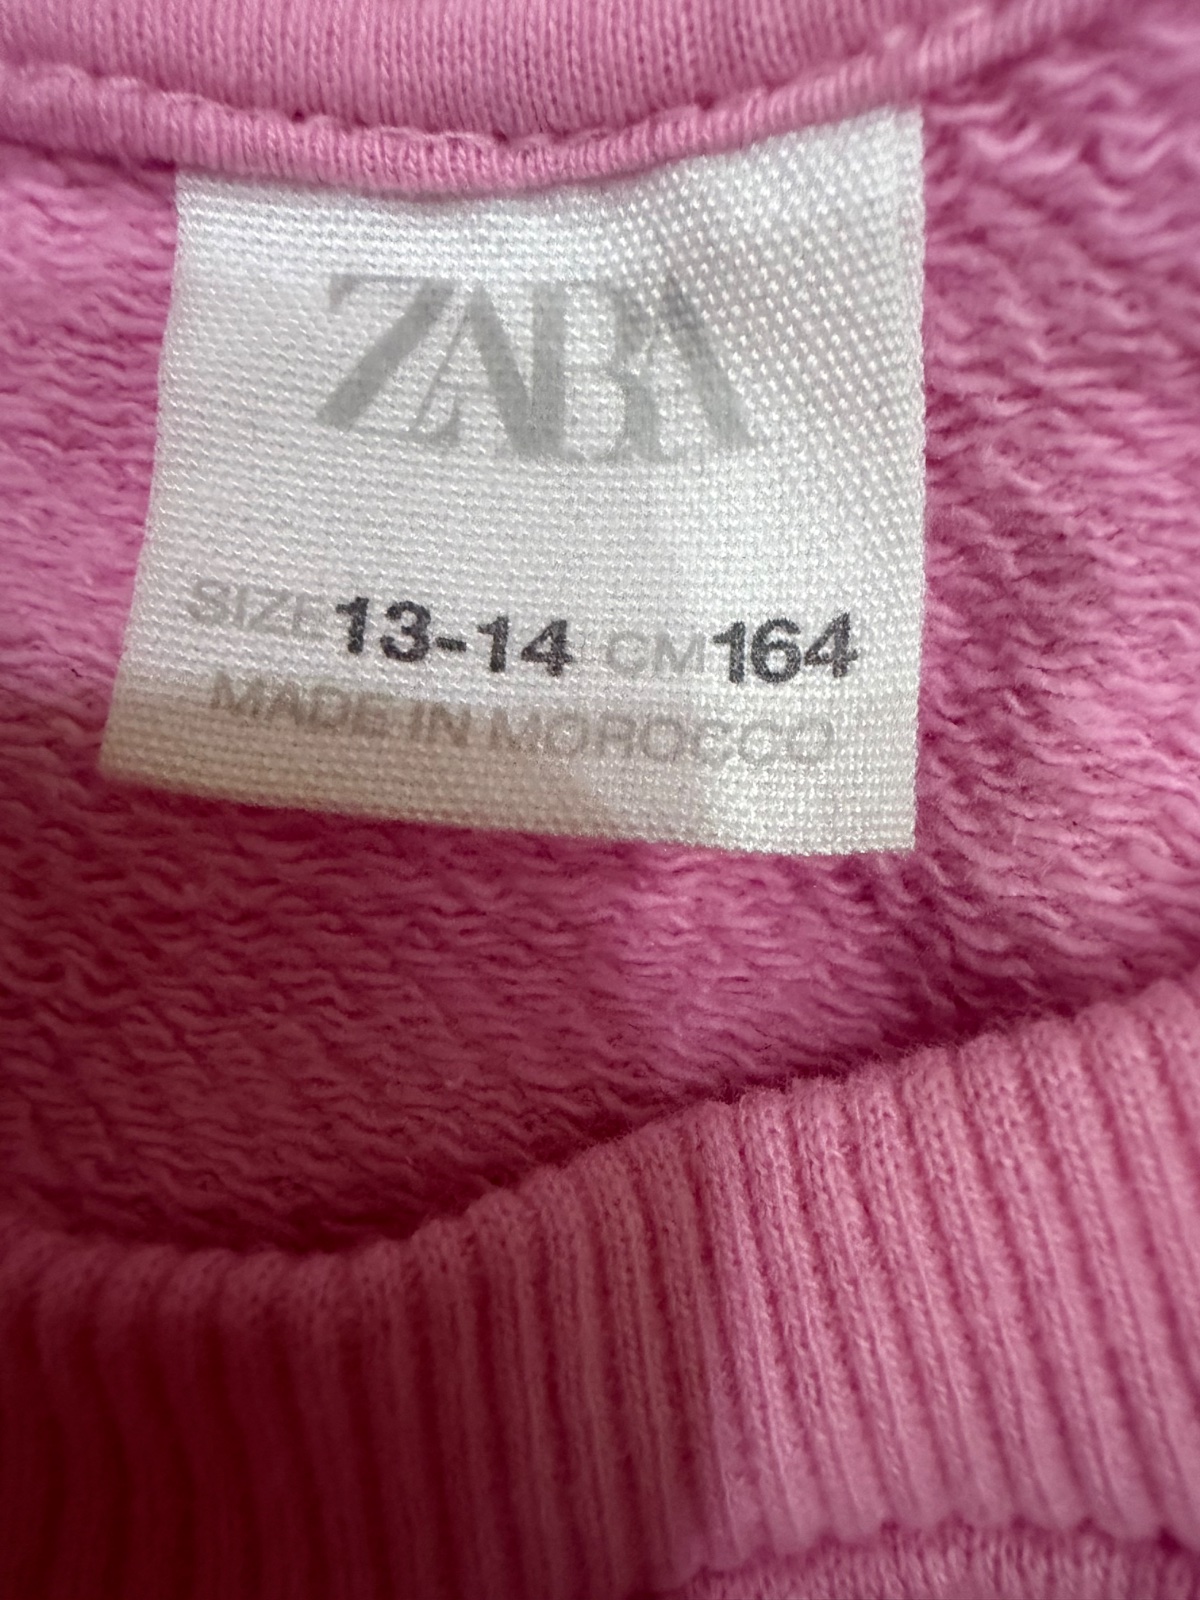 ZARA
SIZE 13-14 CM 164
MADE IN MOROCCO